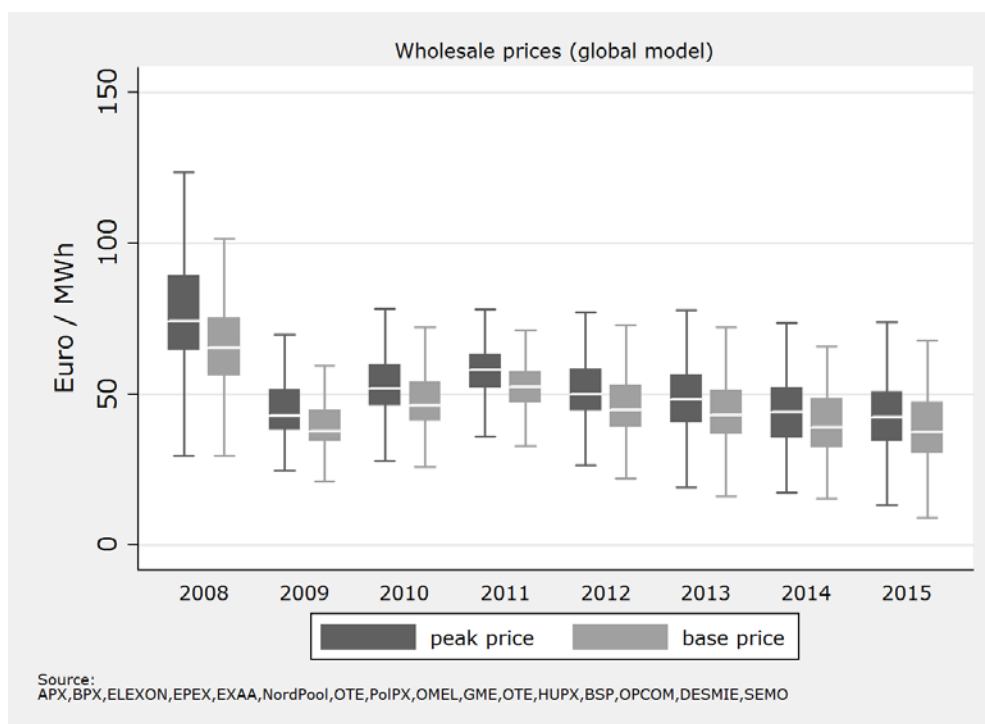 Wholesale prices (global model)
Euro / MWh
150
100
50
0
2008 2009 2010 2011 2012 2013 2014 2015
peak price base price
Source:
APX,BPX,ELEXON,EPEX,EXAA,NordPool,OTE,PolPX,OMEL,GME,OTE,HUPX,BSP,OPCOM,DESMIE,SEMO